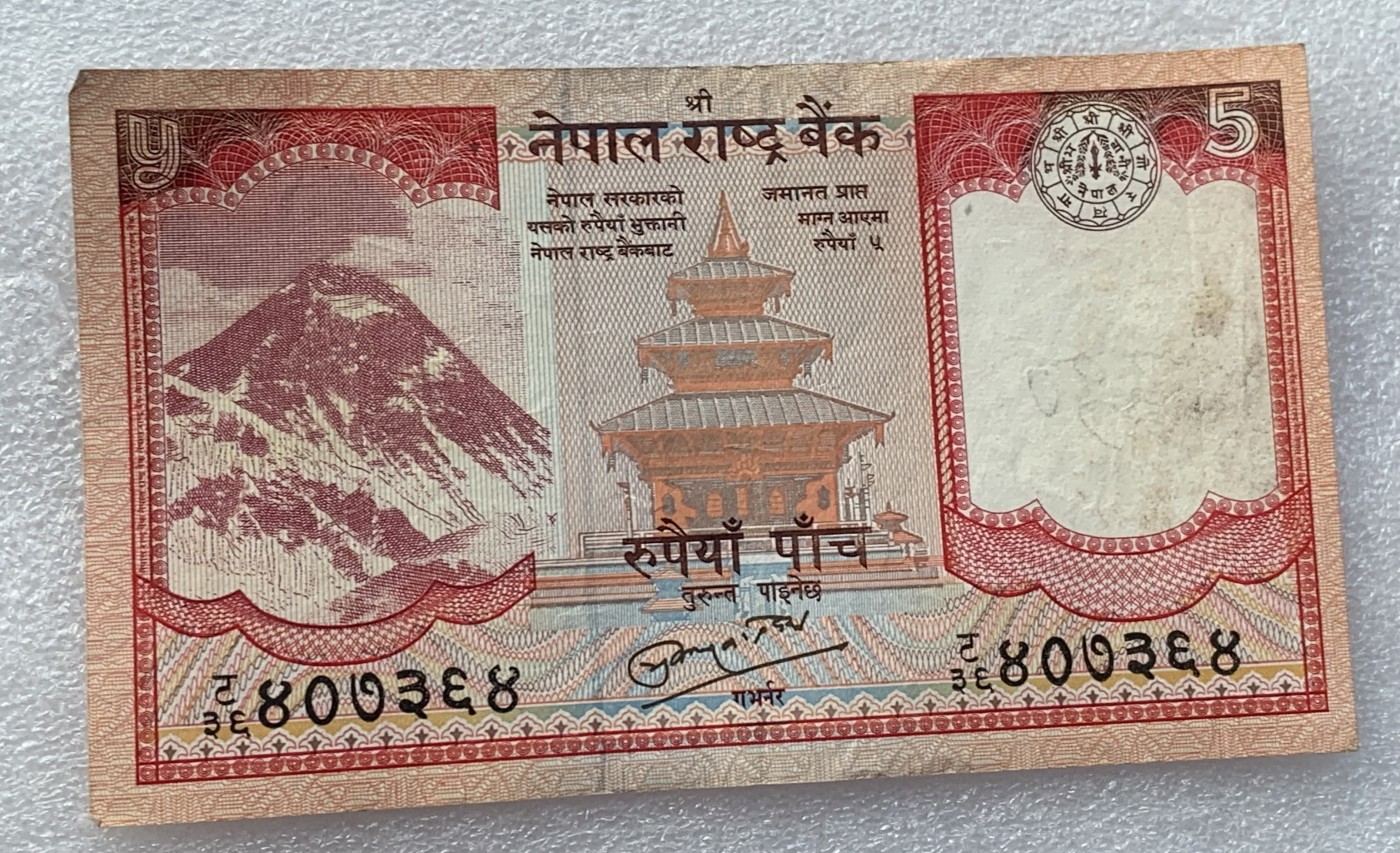 ५
श्री
5
नेपाल राष्ट्र बैंक
नेपाल सरकारको जमानत प्राप्त
यसको रुपैयाँ भुक्तानी माग्न आएमा
नेपाल राष्ट्र बैंकबाट रुपैयाँ ५
नेपाल
रुपैयाँ पाँच
तुरुन्त पाइनेछ
ट
३६ ४०७३६४
ट
३६ ४०७३६४
गभर्नर